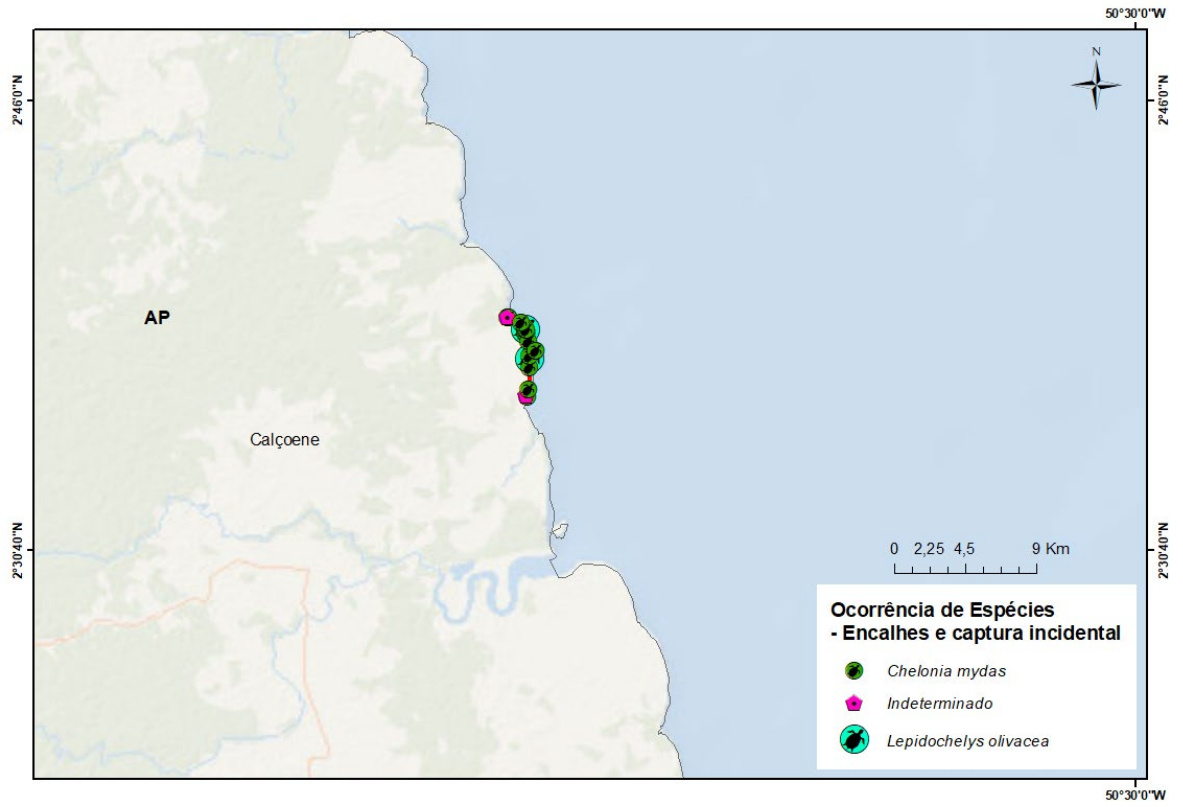 50°30'0"W
N
2°46'0"N
2°46'0"N
AP
Calçoene
2°30'40"N
2°30'40"N
0 2,25 4,5 9 Km
Ocorrência de Espécies
- Encalhes e captura incidental
Chelonia mydas
Indeterminado
Lepidochelys olivacea
50°30'0"W